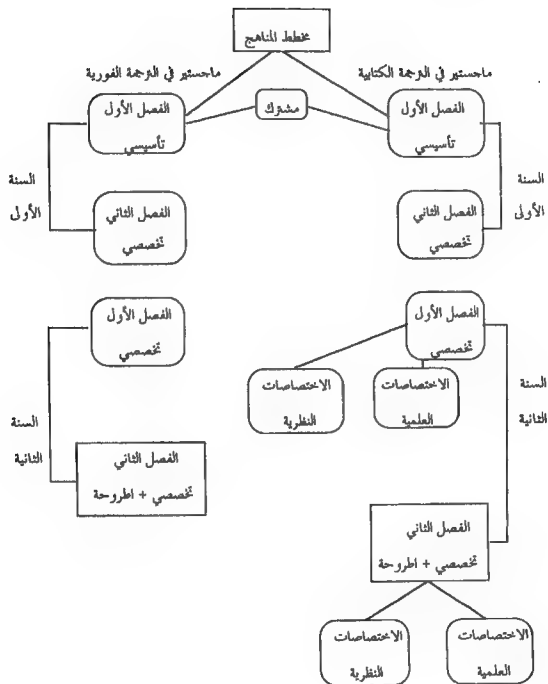 مخطط المناهج
ماجستير في الترجمة الكتابية
ماجستير في الترجمة الفورية
مشترك
الفصل الأول
تأسيسي
الفصل الأول
تأسيسي
السنة
الأولى
السنة
الأولى
الفصل الثاني
تخصصي
الفصل الثاني
تخصصي
الفصل الأول
تخصصي
الفصل الأول
تخصصي
السنة
الثانية
السنة
الثانية
الاختصاصات
العلمية
الاختصاصات
النظرية
الفصل الثاني
تخصصي + اطروحة
الفصل الثاني
تخصصي + اطروحة
الاختصاصات
العلمية
الاختصاصات
النظرية